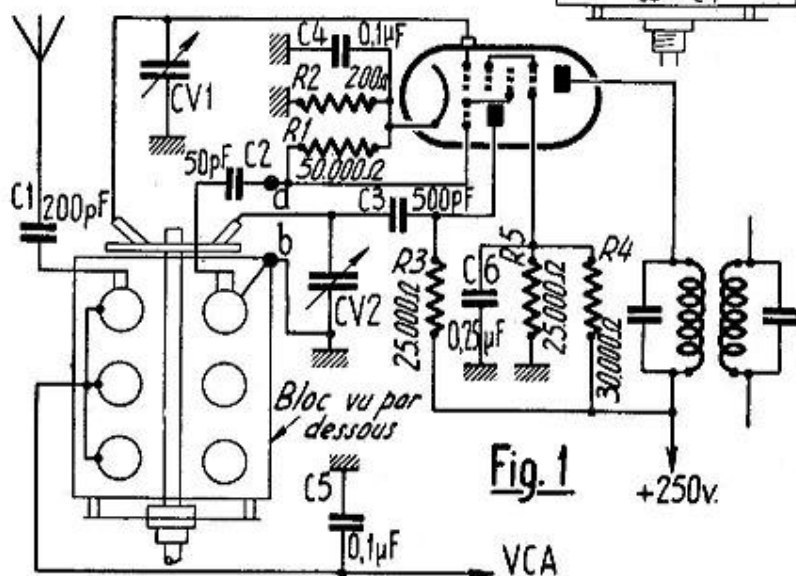 C4
0,1µF
R2
200Ω
CV1
R1
50.000Ω
50pF
C2
a
C3
500pF
C1
200pF
b
CV2
R3
25.000Ω
C6
0,25µF
R5
25.000Ω
R4
30.000Ω
Bloc vu par
dessous
Fig. 1
+250v.
C5
0,1µF
VCA